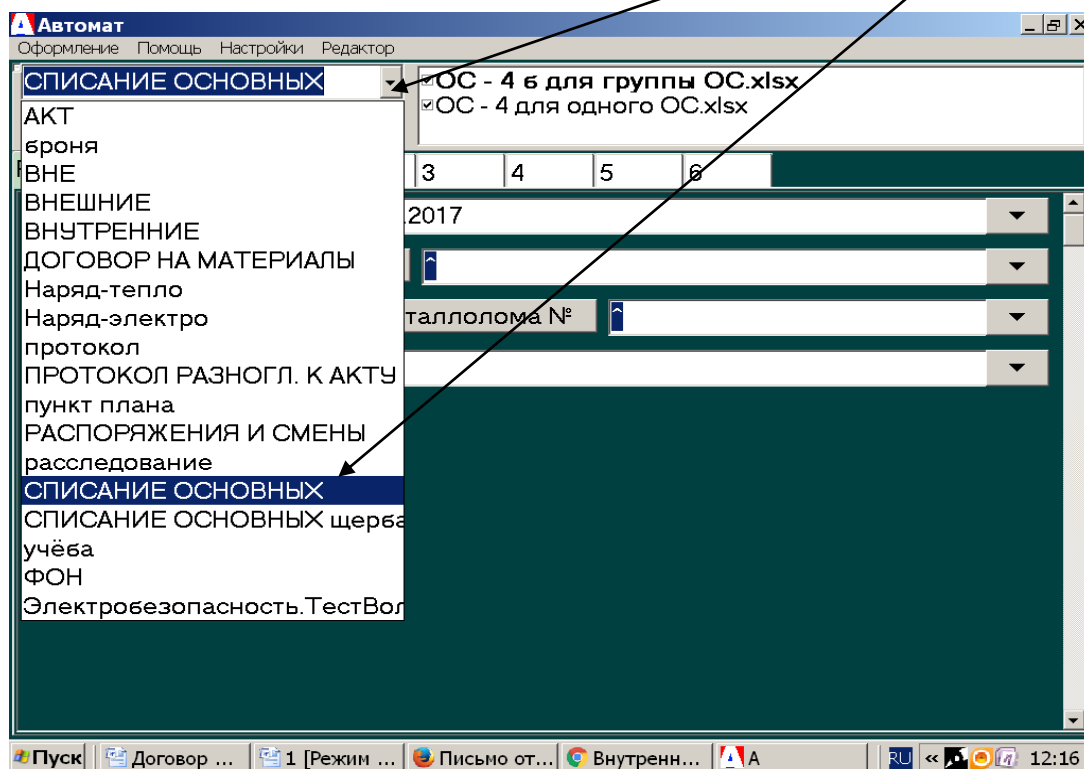 Автомат
Оформление Помощь Настройки Редактор
СПИСАНИЕ ОСНОВНЫХ
ОС - 4 б для группы ОС.xlsx
ОС - 4 для одного ОС.xlsx
АКТ
броня
ВНЕ
ВНЕШНИЕ
ВНУТРЕННИЕ
ДОГОВОР НА МАТЕРИАЛЫ
Наряд-тепло
Наряд-электро
протокол
ПРОТОКОЛ РАЗНОГЛ. К АКТУ
пункт плана
РАСПОРЯЖЕНИЯ И СМЕНЫ
расследование
СПИСАНИЕ ОСНОВНЫХ
СПИСАНИЕ ОСНОВНЫХ щерба
учёба
ФОН
Электробезопасность.ТестВол
3 4 5 6
.2017
^
таллолома № ^
Пуск Договор ... 1 [Режим ... Письмо от... Внутренн... А RU « 12:16